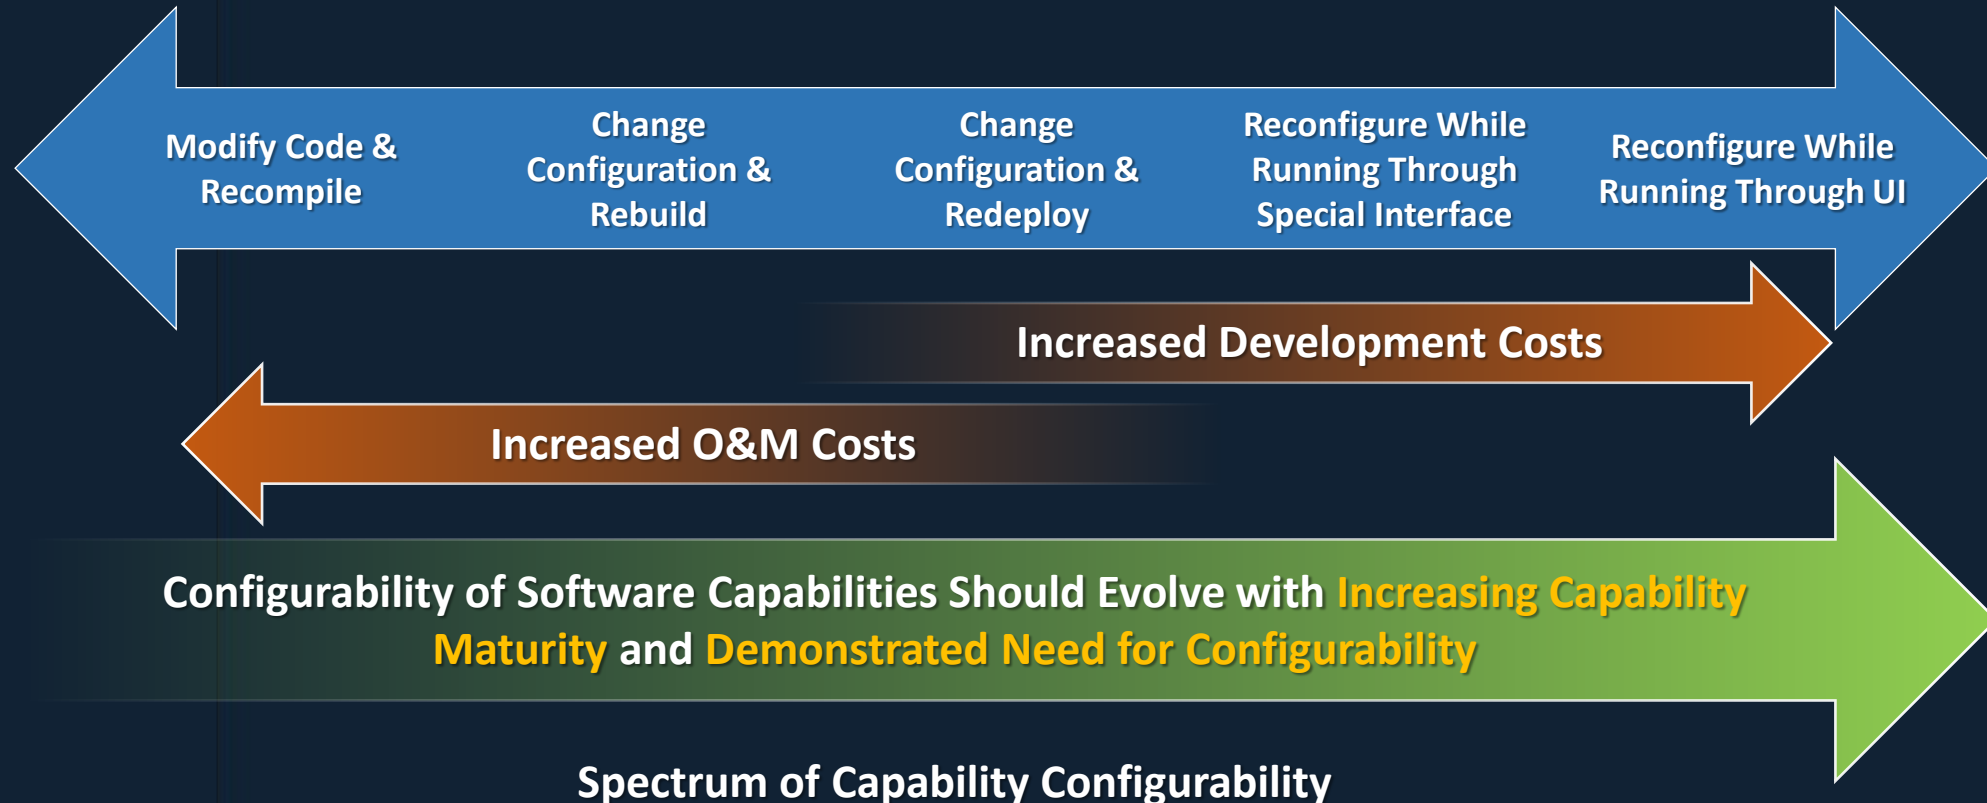 Modify Code &
Recompile
Change
Configuration &
Rebuild
Change
Configuration &
Redeploy
Reconfigure While
Running Through
Special Interface
Reconfigure While
Running Through UI
Increased Development Costs
Increased O&M Costs
Configurability of Software Capabilities Should Evolve with Increasing Capability
Maturity and Demonstrated Need for Configurability
Spectrum of Capability Configurability